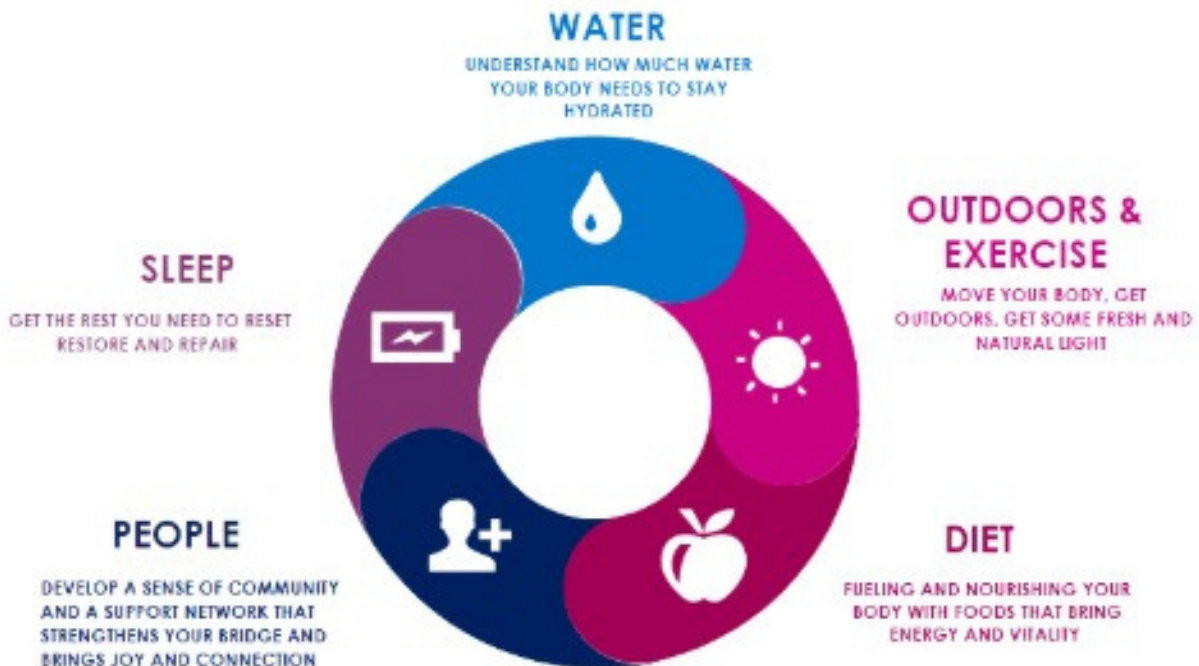 WATER
UNDERSTAND HOW MUCH WATER
YOUR BODY NEEDS TO STAY
HYDRATED
OUTDOORS &
EXERCISE
MOVE YOUR BODY, GET
OUTDOORS. GET SOME FRESH AND
NATURAL LIGHT
SLEEP
GET THE REST YOU NEED TO RESET
RESTORE AND REPAIR
PEOPLE
DEVELOP A SENSE OF COMMUNITY
AND A SUPPORT NETWORK THAT
STRENGTHENS YOUR BRIDGE AND
BRINGS JOY AND CONNECTION
DIET
FUELING AND NOURISHING YOUR
BODY WITH FOODS THAT BRING
ENERGY AND VITALITY